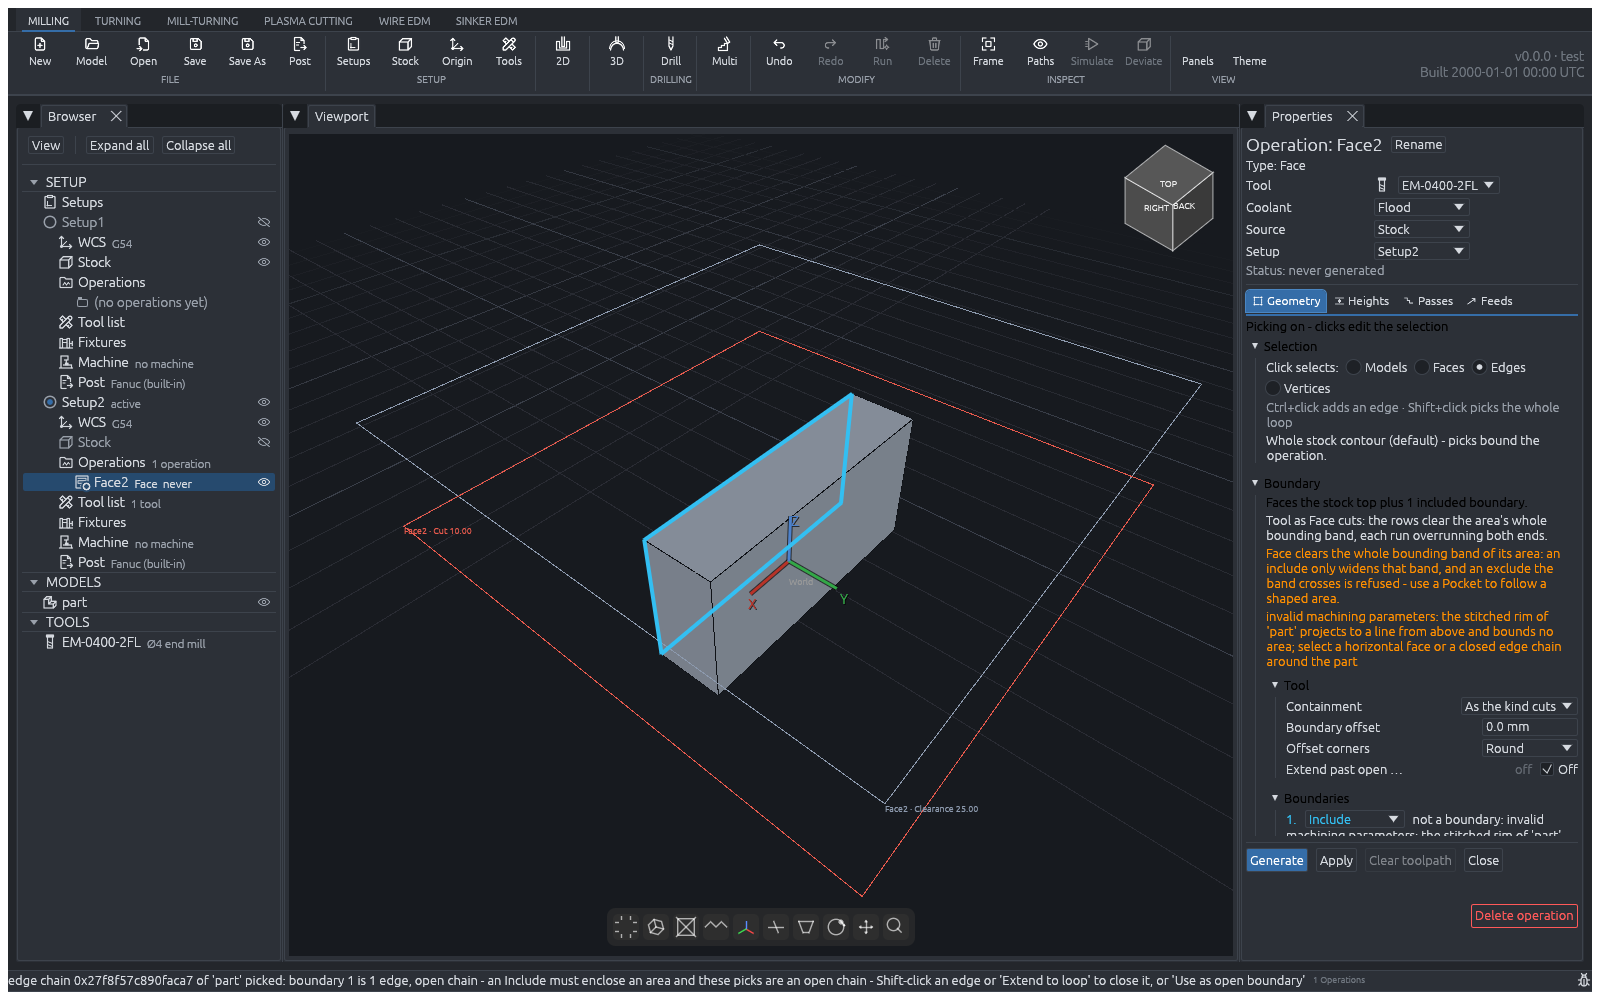 MILLING TURNING MILL-TURNING PLASMA CUTTING WIRE EDM SINKER EDM
New Model Open Save Save As Post Setups Stock Origin Tools 2D 3D Drill Multi Undo Redo Run Delete Frame Paths Simulate Deviate Panels Theme
FILE SETUP DRILLING MODIFY INSPECT VIEW
v0.0.0 · test
Built 2000-01-01 00:00 UTC
Browser
View Expand all Collapse all
SETUP
Setups
Setup1
WCS G54
Stock
Operations
(no operations yet)
Tool list
Fixtures
Machine no machine
Post Fanuc (built-in)
Setup2 active
WCS G54
Stock
Operations 1 operation
Face2 Face never
Tool list 1 tool
Fixtures
Machine no machine
Post Fanuc (built-in)
MODELS
part
TOOLS
EM-0400-2FL Ø4 end mill
Viewport
TOP
RIGHT BACK
Face2 · Cut 10.00
Z
World
X
Y
Face2 · Clearance 25.00
Properties
Operation: Face2 Rename
Type: Face
Tool EM-0400-2FL
Coolant Flood
Source Stock
Setup Setup2
Status: never generated
Geometry Heights Passes Feeds
Picking on - clicks edit the selection
Selection
Click selects: Models Faces Edges
Vertices
Ctrl+click adds an edge · Shift+click picks the whole
loop
Whole stock contour (default) - picks bound the
operation.
Boundary
Faces the stock top plus 1 included boundary.
Tool as Face cuts: the rows clear the area's whole
bounding band, each run overrunning both ends.
Face clears the whole bounding band of its area: an
include only widens that band, and an exclude the
band crosses is refused - use a Pocket to follow a
shaped area.
invalid machining parameters: the stitched rim of
'part' projects to a line from above and bounds no
area; select a horizontal face or a closed edge chain
around the part
Tool
Containment As the kind cuts
Boundary offset 0.0 mm
Offset corners Round
Extend past open ... off Off
Boundaries
1. Include not a boundary: invalid
machining parameters: the stitched rim of 'part'
Generate Apply Clear toolpath Close
Delete operation
edge chain 0x27f8f57c890faca7 of 'part' picked: boundary 1 is 1 edge, open chain - an Include must enclose an area and these picks are an open chain - Shift-click an edge or 'Extend to loop' to close it, or 'Use as open boundary' 1 Operations